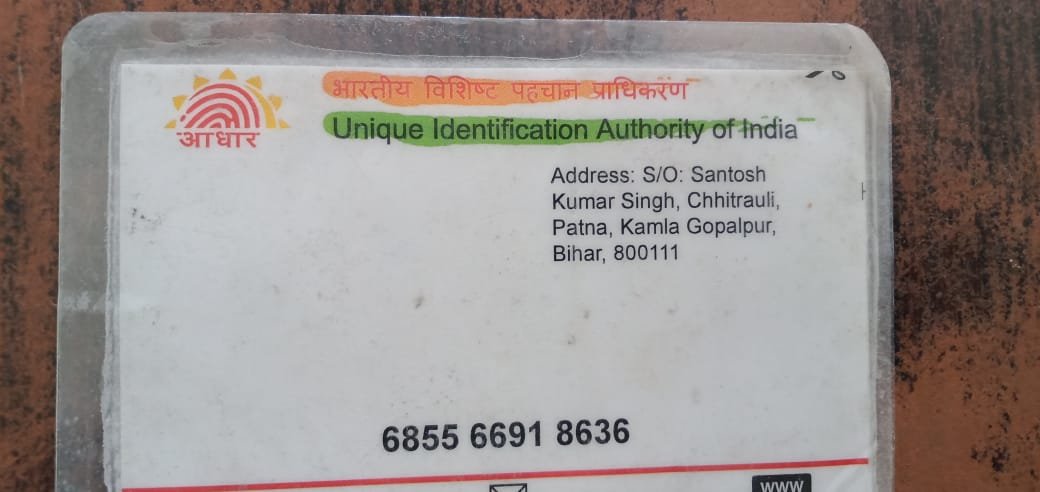 भारतीय विशिष्ट पहचान प्राधिकरण
आधार
Unique Identification Authority of India
Address: S/O: Santosh
Kumar Singh, Chhitrauli,
Patna, Kamla Gopalpur,
Bihar, 800111
6855 6691 8636
www